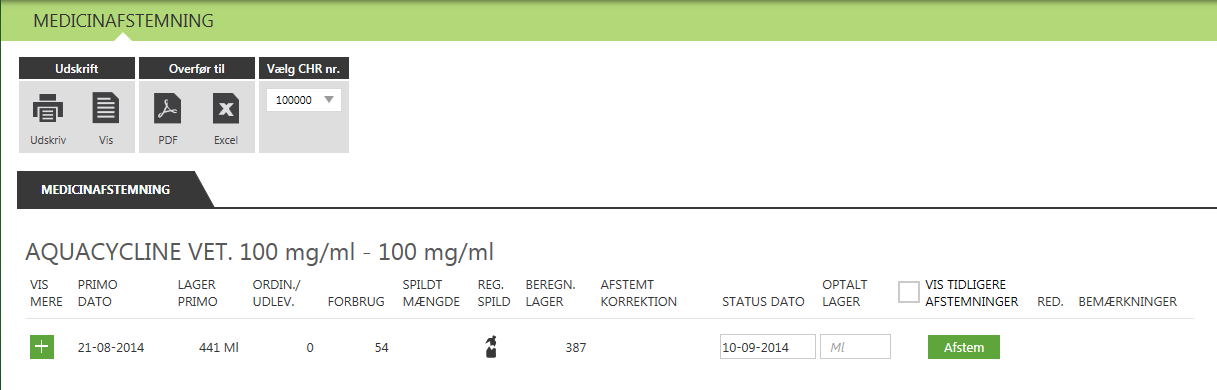 MEDICINAFSTEMNING
Udskrift
Overfør til
Vælg CHR nr.
100000
Udskriv
Vis
PDF
Excel
MEDICINAFSTEMNING
AQUACYCLINE VET. 100 mg/ml - 100 mg/ml
VIS
MERE
PRIMO
DATO
LAGER
PRIMO
ORDIN./
UDLEV.
FORBRUG
SPILDT
MÆNGDE
REG.
SPILD
BEREGN.
LAGER
AFSTEMT
KORREKTION
STATUS DATO
OPTALT
LAGER
VIS TIDLIGERE
AFSTEMNINGER
RED.
BEMÆRKNINGER
21-08-2014
441 Ml
0
54
387
10-09-2014
Ml
Afstem